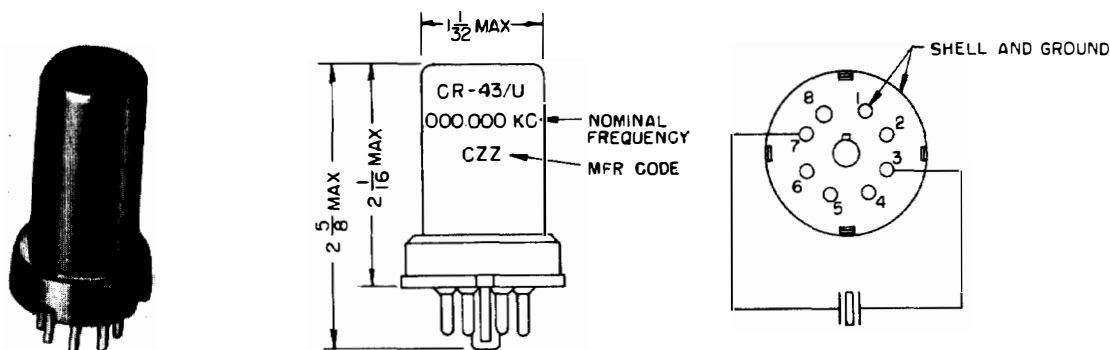 1 1/32 MAX
SHELL AND GROUND
CR-43/U
000.000 KC
NOMINAL
FREQUENCY
CZZ
MFR CODE
2 1/16 MAX
2 5/8 MAX
8
1
7
2
3
6
5
4